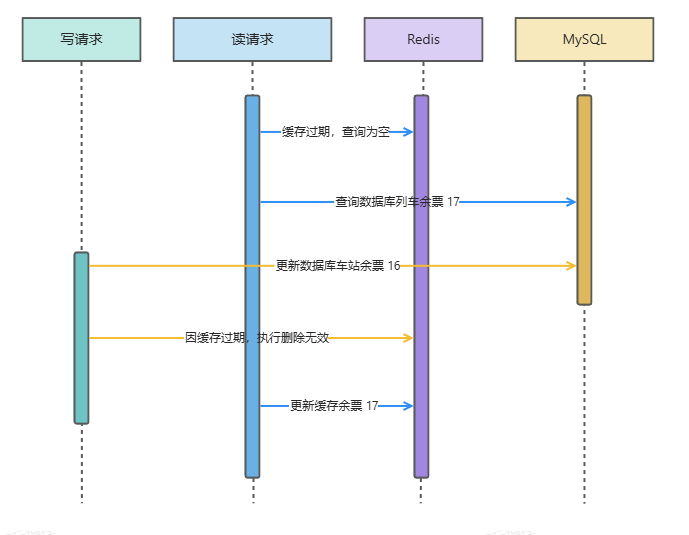 写请求
读请求
Redis
MySQL
缓存过期，查询为空
查询数据库列车余票 17
更新数据库车站余票 16
因缓存过期，执行删除无效
更新缓存余票 17